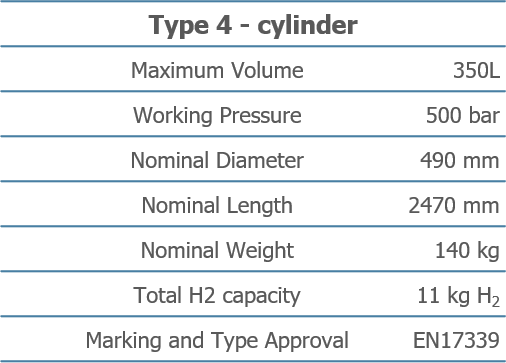 Type 4 - cylinder
Maximum Volume 350L
Working Pressure 500 bar
Nominal Diameter 490 mm
Nominal Length 2470 mm
Nominal Weight 140 kg
Total H2 capacity 11 kg H₂
Marking and Type Approval EN17339